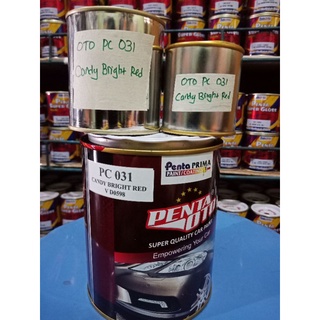 OTO PC 031
Candy Bright Red
OTO PC 031
Candy Bright Red
PC 031
CANDY BRIGHT RED
V D0598
Penta PRIMA
PENTA
OTO
SUPER QUALITY CAR PAINT
Empowering Your Car